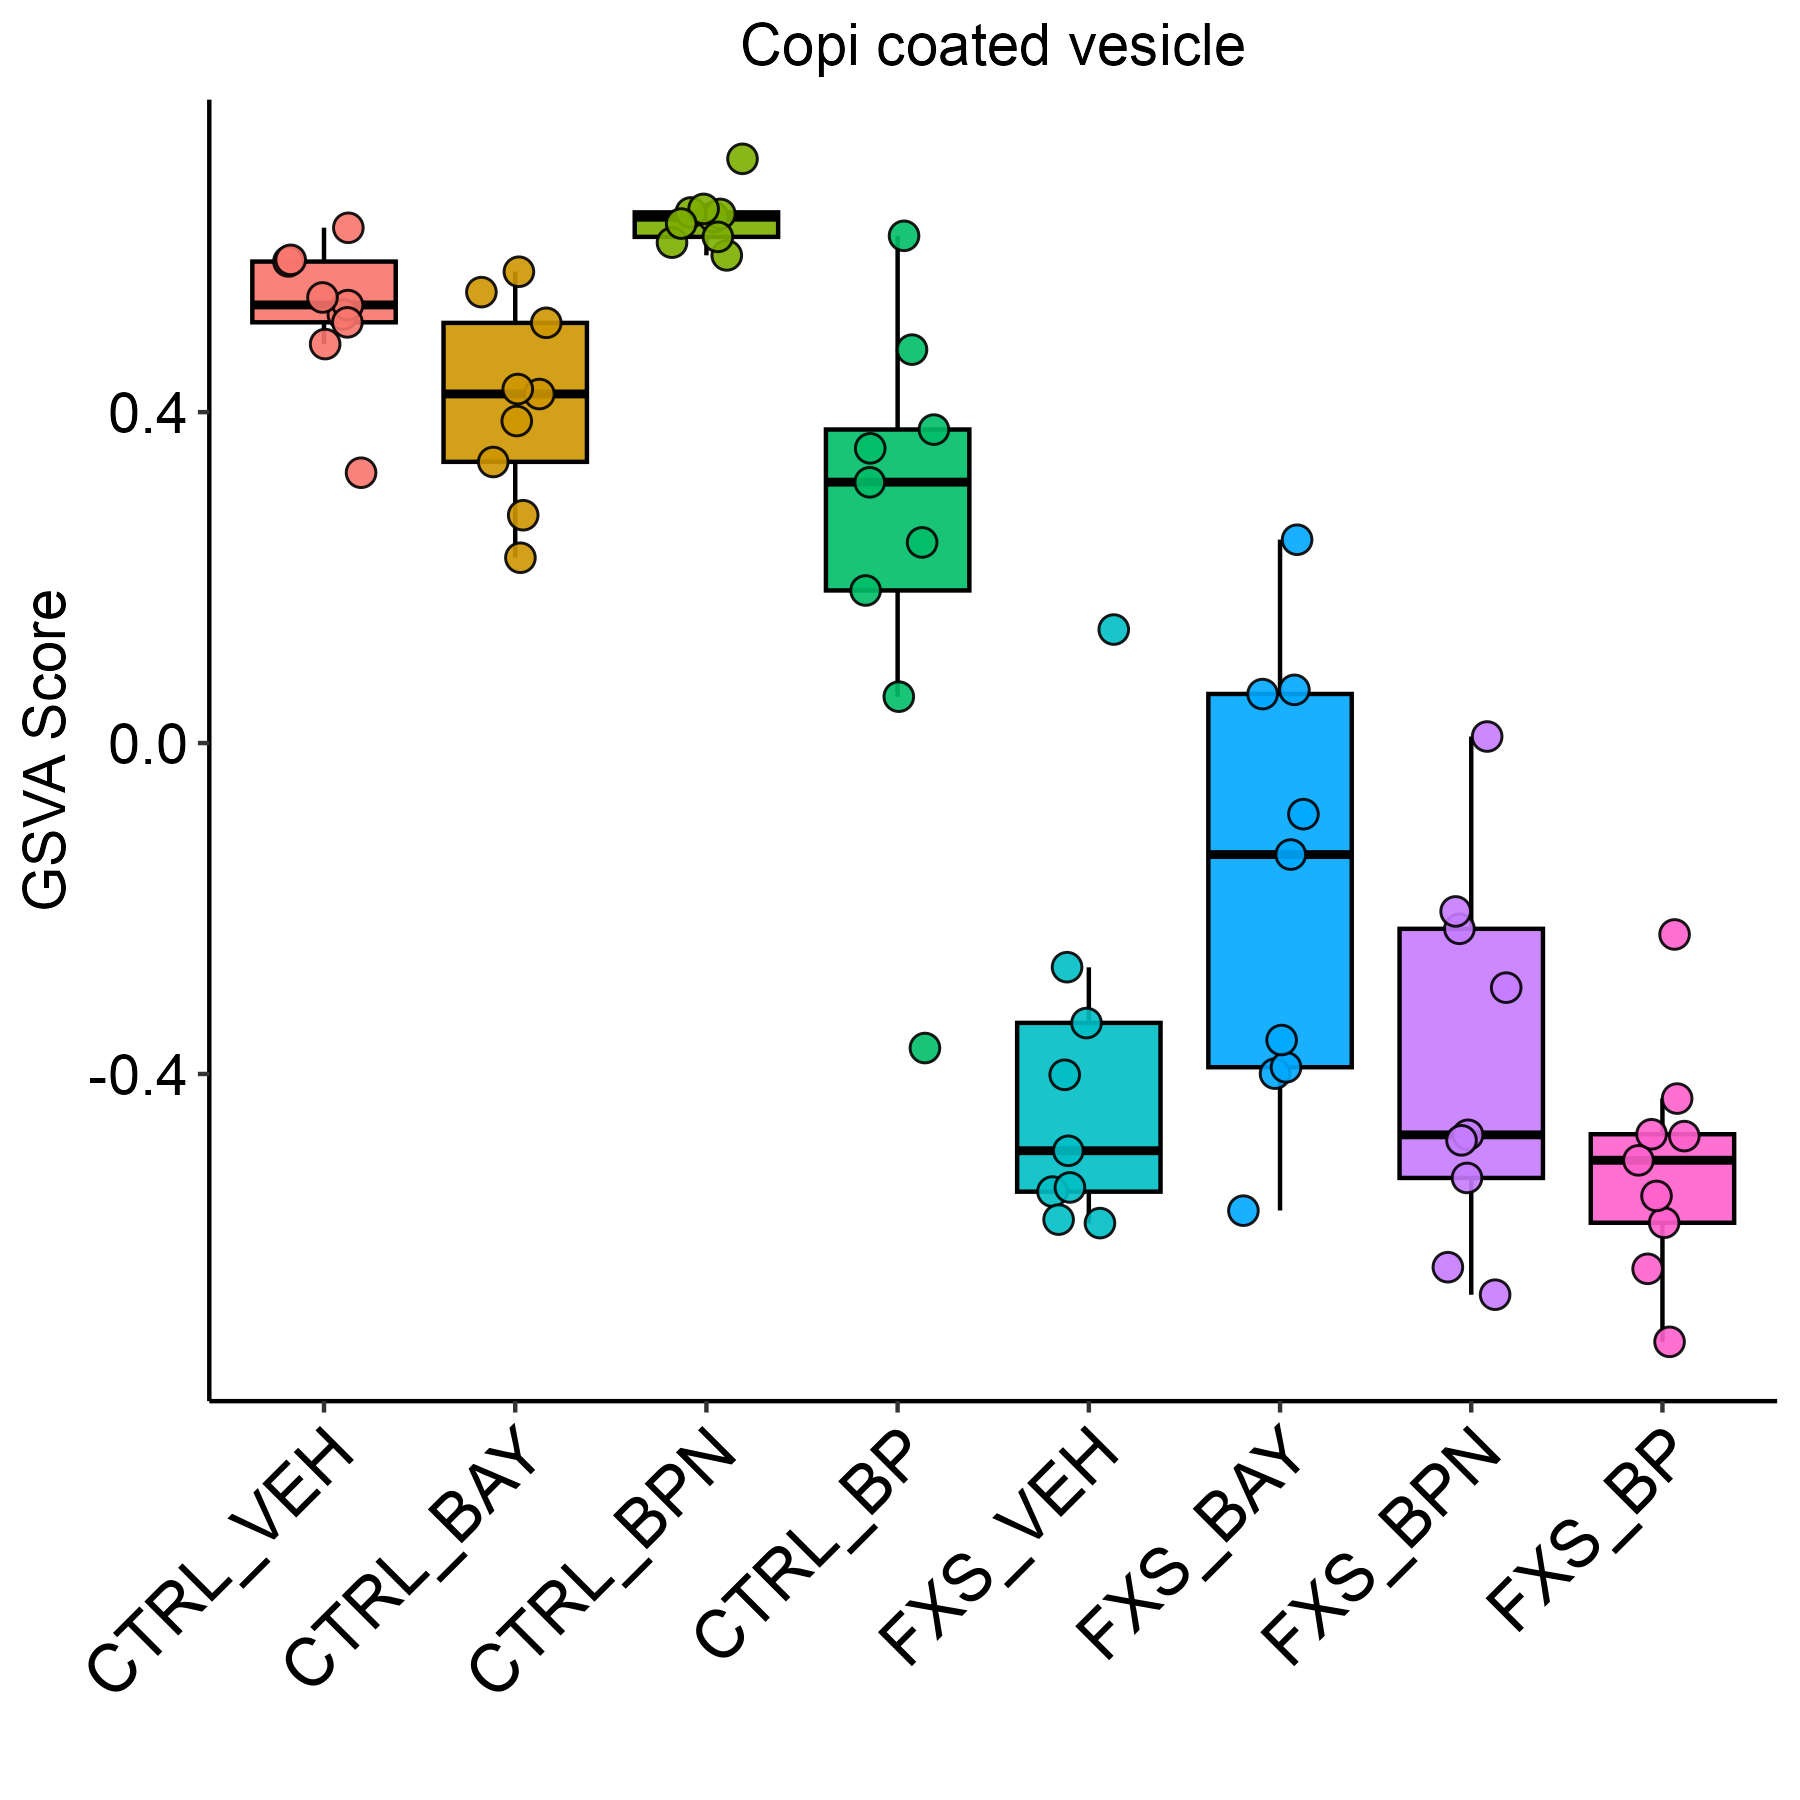 Copi coated vesicle
GSVA Score
0.4
0.0
-0.4
CTRL_VEH
CTRL_BAY
CTRL_BPN
CTRL_BP
FXS_VEH
FXS_BAY
FXS_BPN
FXS_BP